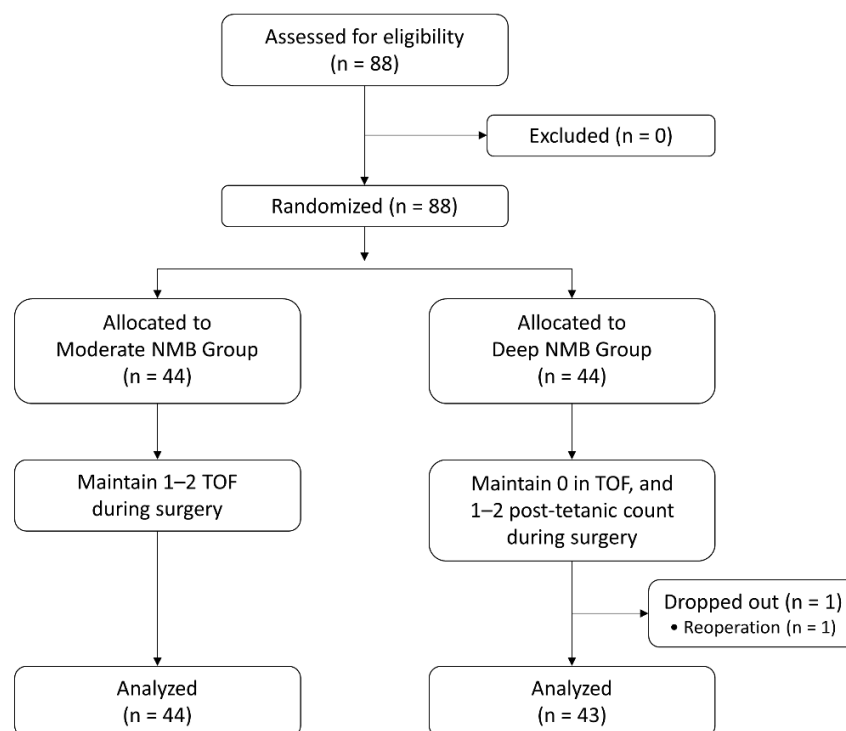 Assessed for eligibility
(n = 88)
Excluded (n = 0)
Randomized (n = 88)
Allocated to
Moderate NMB Group
(n = 44)
Allocated to
Deep NMB Group
(n = 44)
Maintain 1–2 TOF
during surgery
Maintain 0 in TOF, and
1–2 post-tetanic count
during surgery
Dropped out (n = 1)
• Reoperation (n = 1)
Analyzed
(n = 44)
Analyzed
(n = 43)